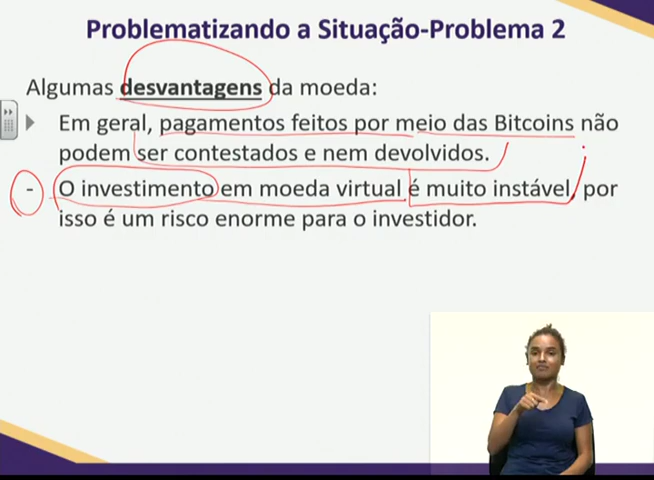 Problematizando a Situação-Problema 2
Algumas desvantagens da moeda:
Em geral, pagamentos feitos por meio das Bitcoins não
podem ser contestados e nem devolvidos.
- O investimento em moeda virtual é muito instável, por
isso é um risco enorme para o investidor.